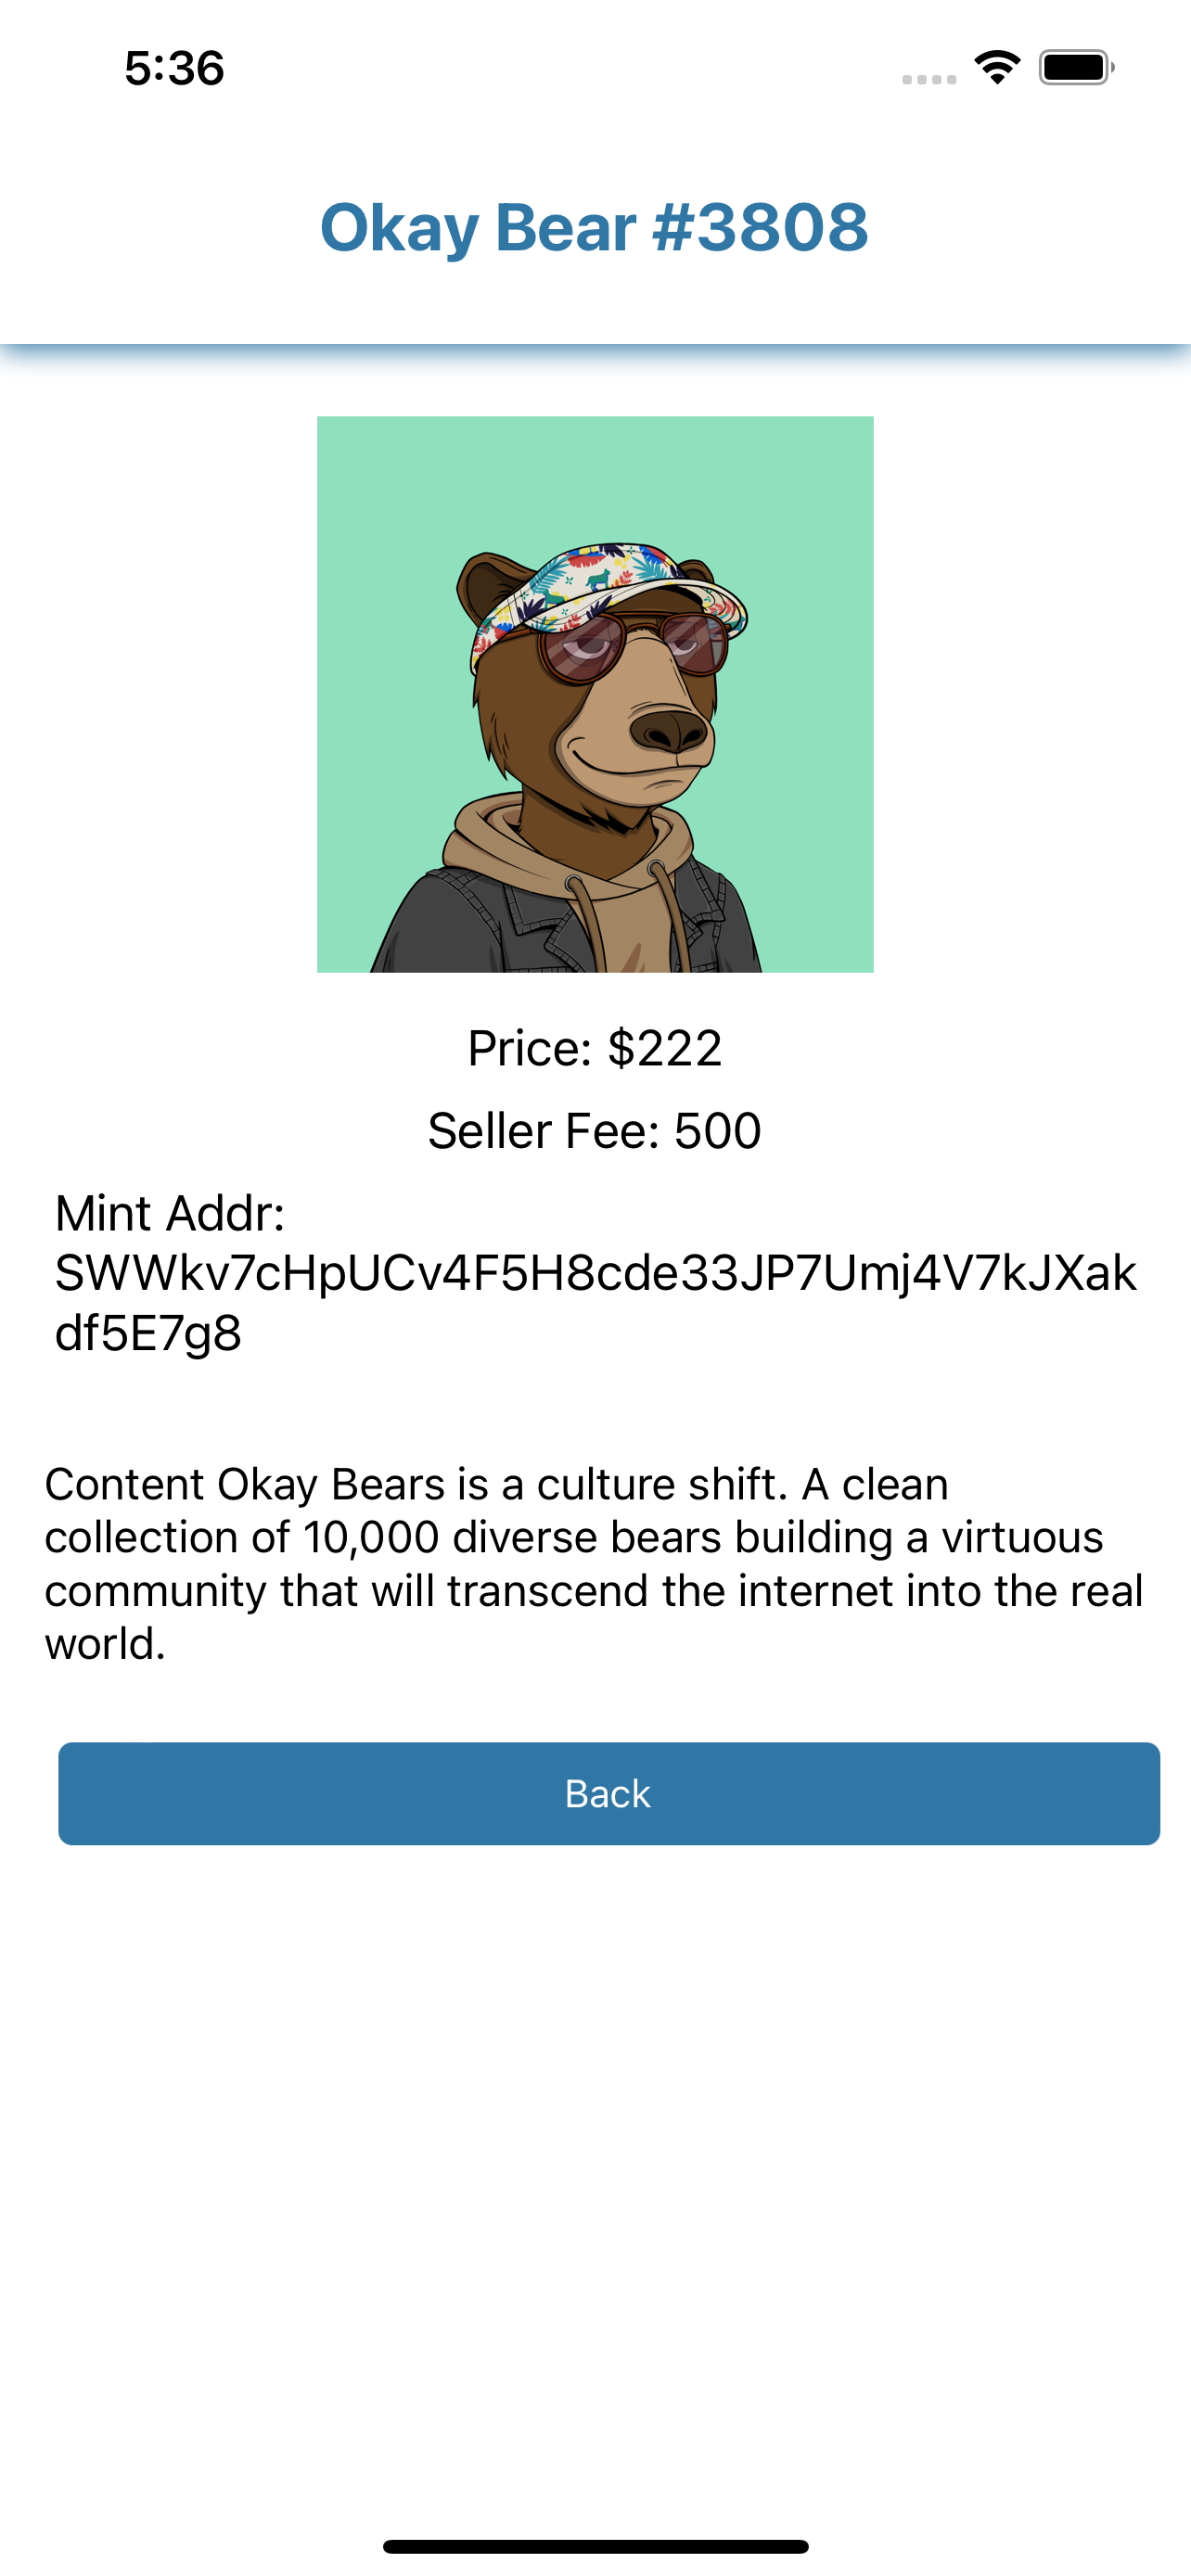 5:36
Okay Bear #3808
Price: $222
Seller Fee: 500
Mint Addr:
SWWkv7cHpUCv4F5H8cde33JP7Umj4V7kJXak
df5E7g8
Content Okay Bears is a culture shift. A clean
collection of 10,000 diverse bears building a virtuous
community that will transcend the internet into the real
world.
Back